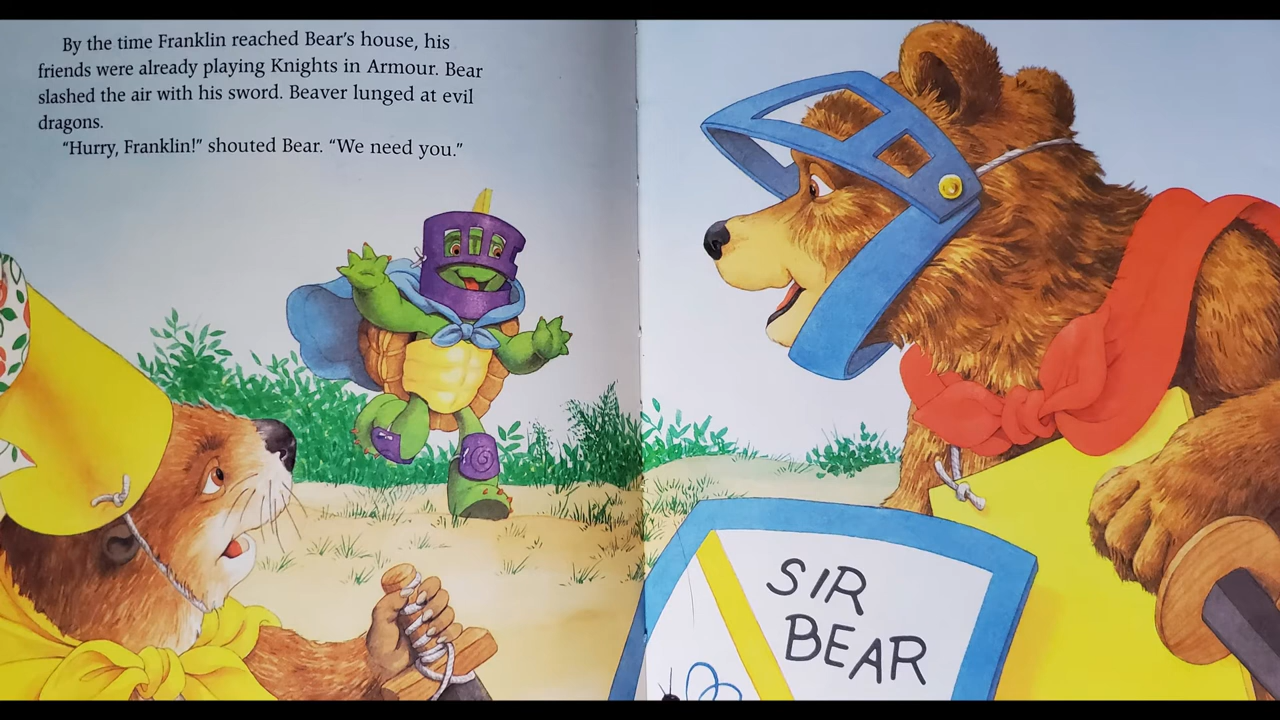 By the time Franklin reached Bear's house, his
friends were already playing Knights in Armour. Bear
slashed the air with his sword. Beaver lunged at evil
dragons.
"Hurry, Franklin!" shouted Bear. "We need you."
SIR
BEAR